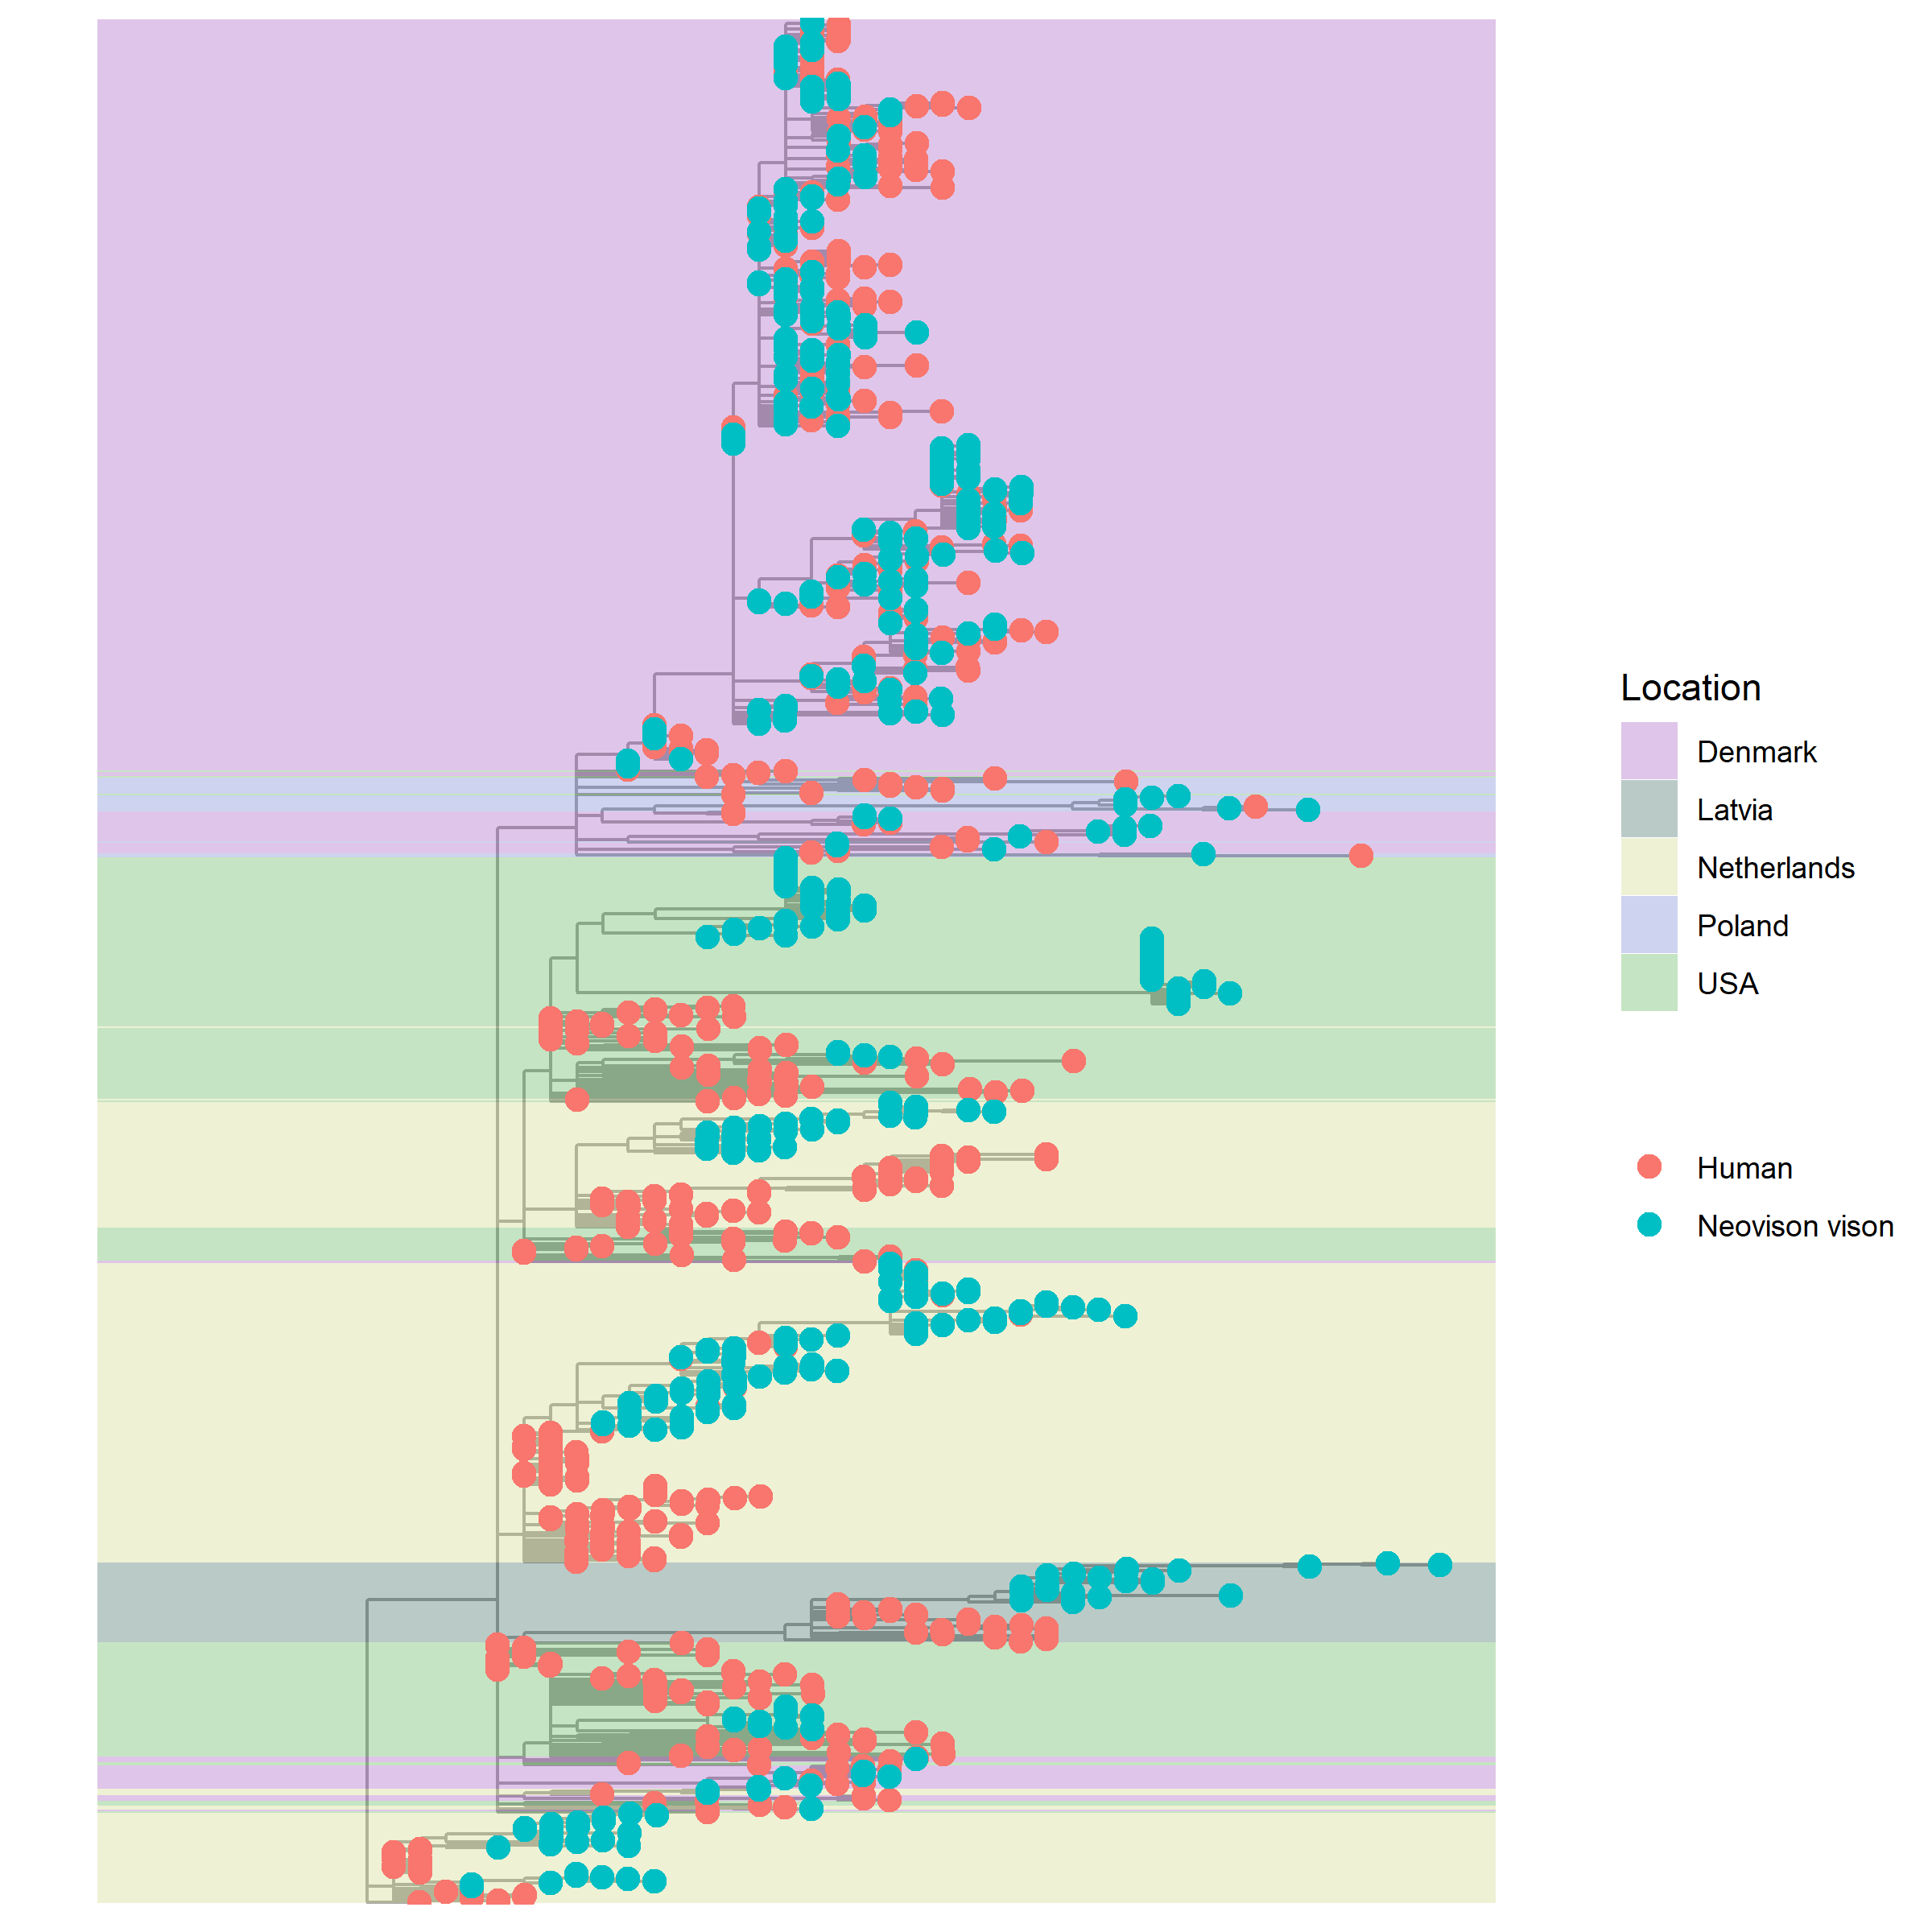 Location
Denmark
Latvia
Netherlands
Poland
USA
Human
Neovison vison